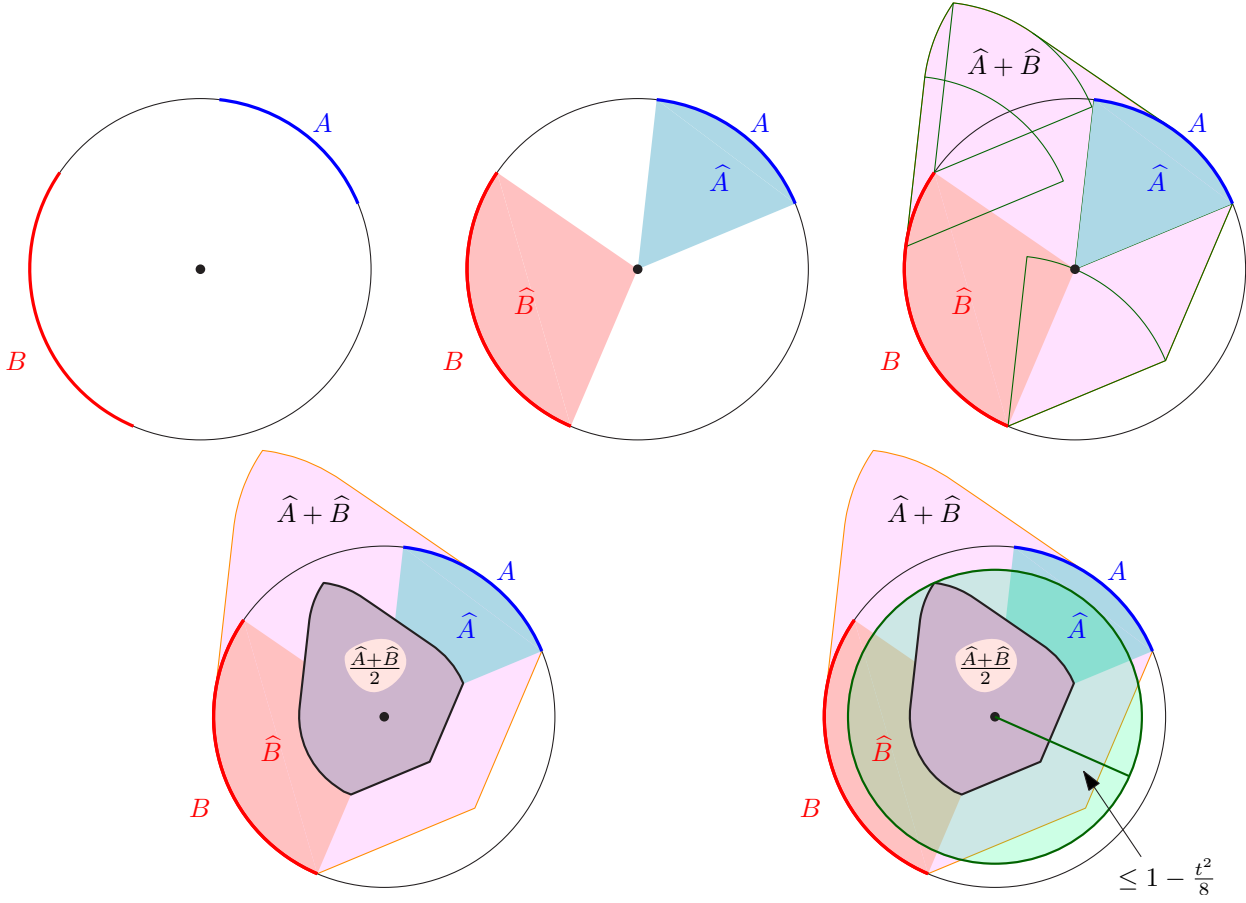 A
B
A
Â
B̂
B
Â + B̂
A
Â
B̂
B
Â + B̂
A
Â
(Â+B̂)/2
B̂
B
Â + B̂
A
Â
(Â+B̂)/2
B̂
B
≤ 1 − t²/8